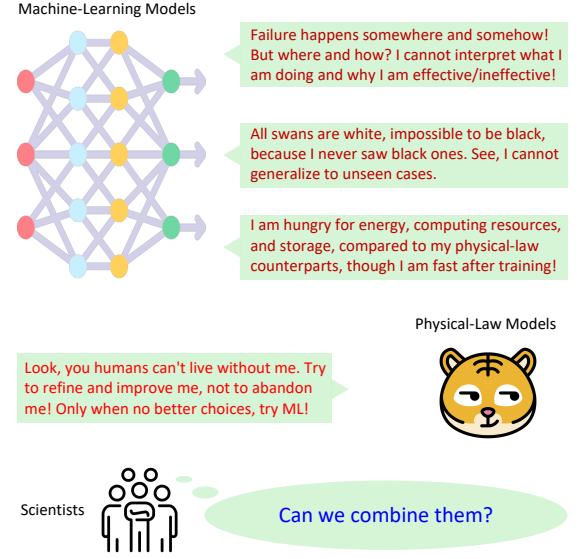 Machine-Learning Models
Failure happens somewhere and somehow!
But where and how? I cannot interpret what I
am doing and why I am effective/ineffective!
All swans are white, impossible to be black,
because I never saw black ones. See, I cannot
generalize to unseen cases.
I am hungry for energy, computing resources,
and storage, compared to my physical-law
counterparts, though I am fast after training!
Physical-Law Models
Look, you humans can't live without me. Try
to refine and improve me, not to abandon
me! Only when no better choices, try ML!
Scientists
Can we combine them?